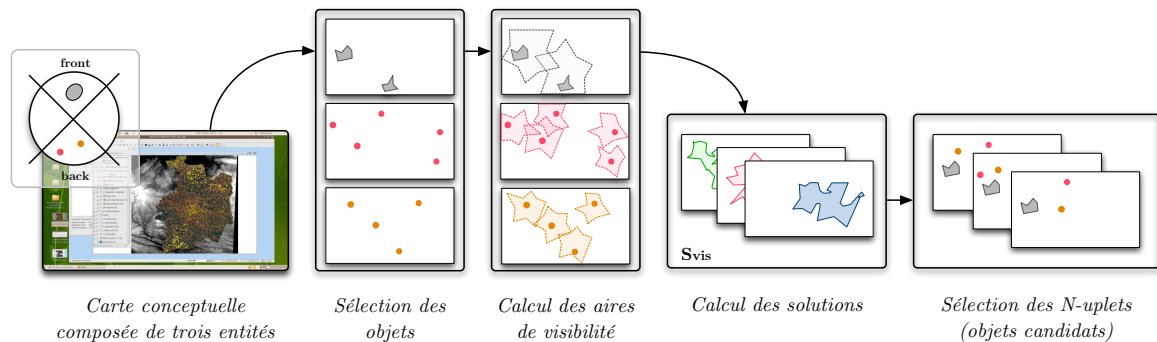 front
back
Svis
Carte conceptuelle
composée de trois entités
Sélection des
objets
Calcul des aires
de visibilité
Calcul des solutions
Sélection des N-uplets
(objets candidats)